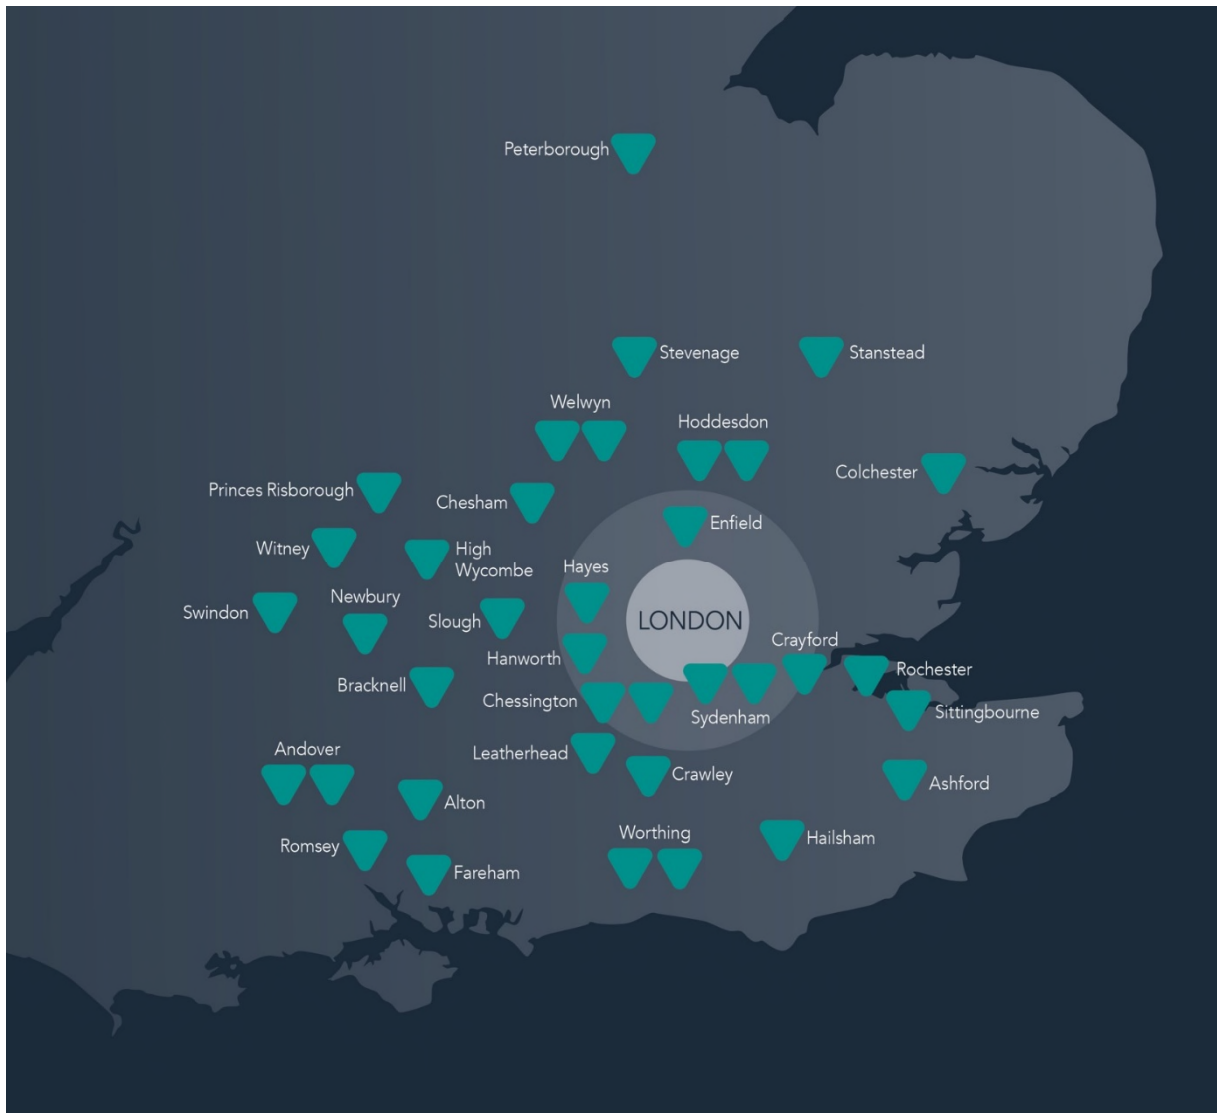 Peterborough
Stevenage
Stanstead
Welwyn
Hoddesdon
Colchester
Princes Risborough
Chesham
Enfield
Witney
High
Wycombe
Hayes
Newbury
Swindon
Slough
LONDON
Crayford
Hanworth
Rochester
Bracknell
Chessington
Sydenham
Sittingbourne
Andover
Leatherhead
Crawley
Ashford
Alton
Worthing
Hailsham
Romsey
Fareham